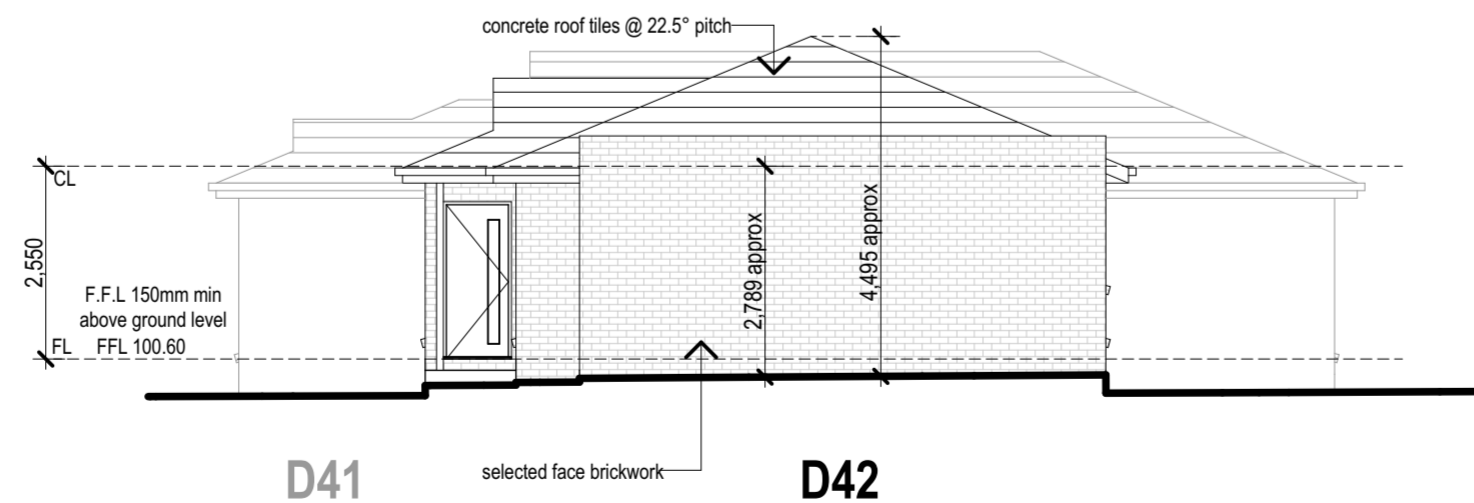 concrete roof tiles @ 22.5° pitch
CL
2,550
F.F.L 150mm min
above ground level
FL FFL 100.60
2,789 approx
4,495 approx
selected face brickwork
D41
D42